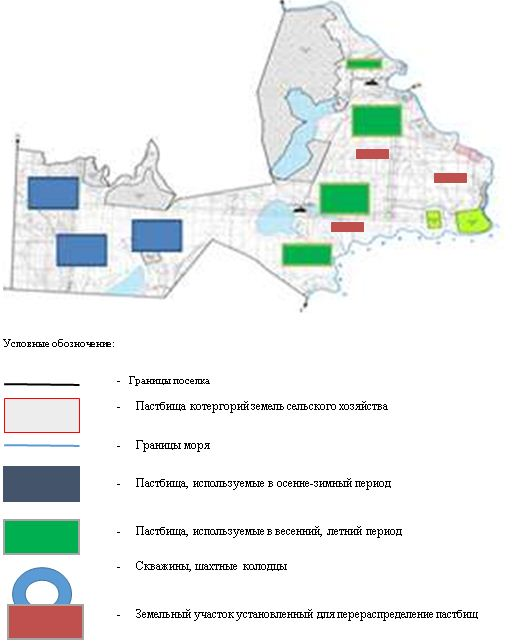 Условные обозначение:
- Границы поселка
- Пастбища котергорий земель сельского хозяйства
- Границы моря
- Пастбища, используемые в осенне-зимный период
- Пастбища, используемые в весенний, летний период
- Скважины, шахтные колодцы
- Земельный участок установленный для перераспределение пастбищ